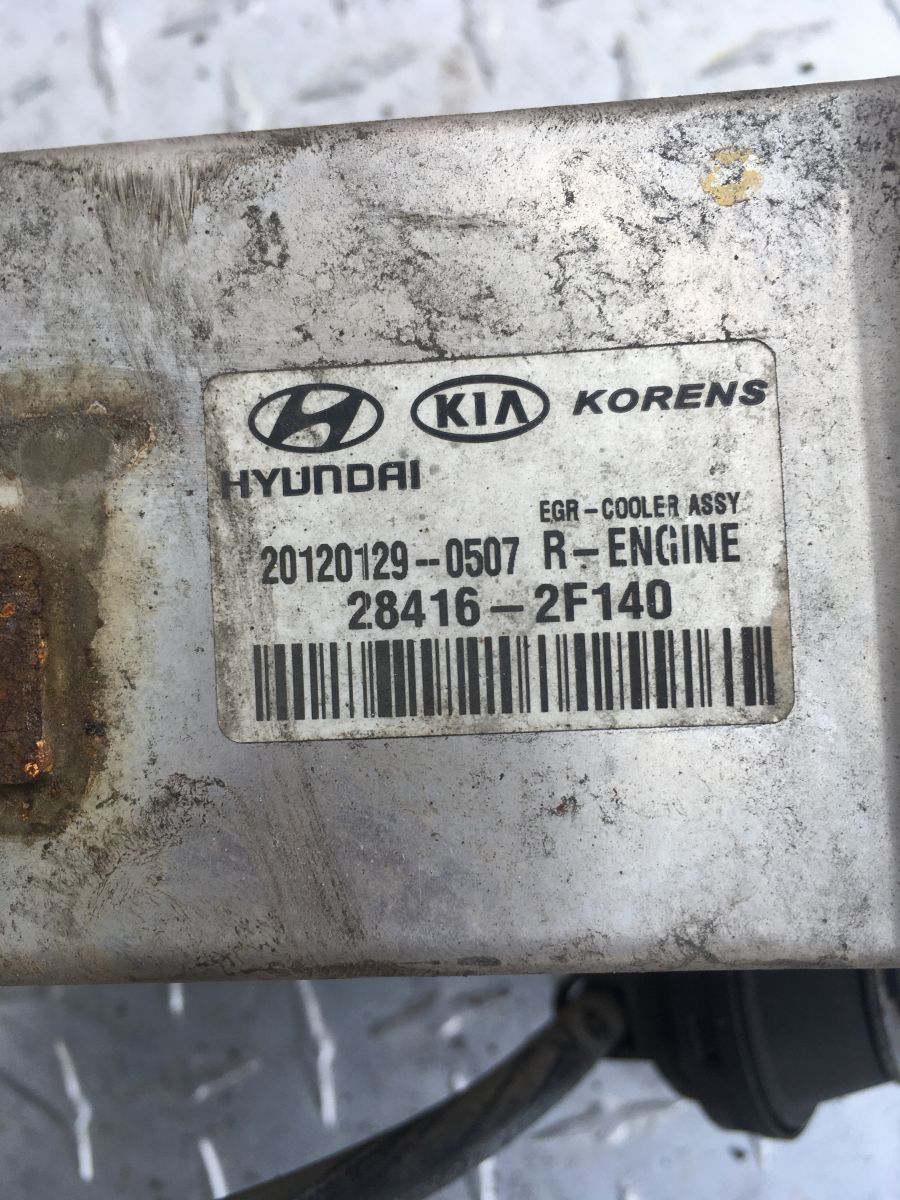 KIA KORENS
HYUNDAI
EGR-COOLER ASSY
20120129--0507 R-ENGINE
28416-2F140